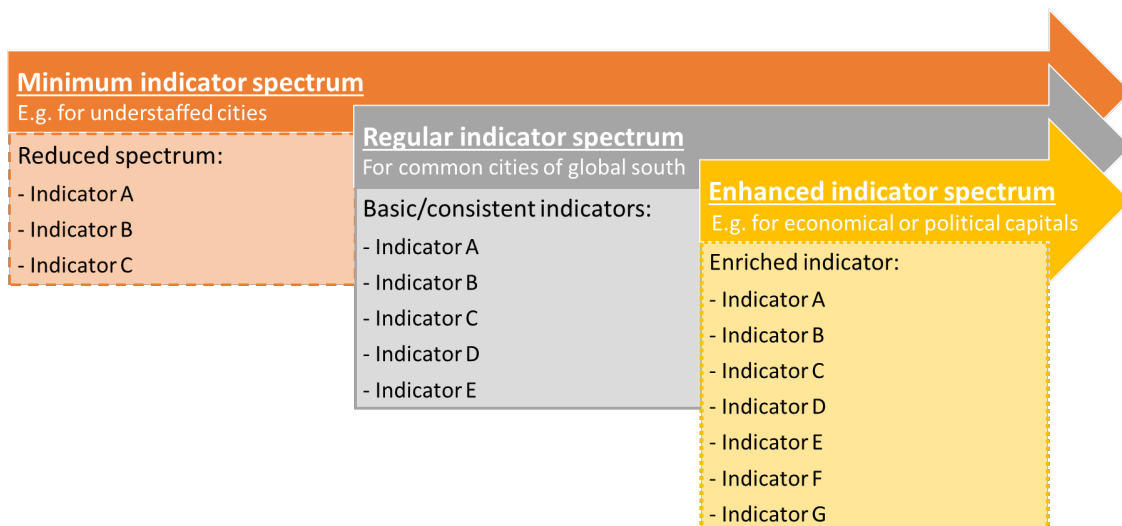 Minimum indicator spectrum
E.g. for understaffed cities
Reduced spectrum:
- Indicator A
- Indicator B
- Indicator C
Regular indicator spectrum
For common cities of global south
Basic/consistent indicators:
- Indicator A
- Indicator B
- Indicator C
- Indicator D
- Indicator E
Enhanced indicator spectrum
E.g. for economical or political capitals
Enriched indicator:
- Indicator A
- Indicator B
- Indicator C
- Indicator D
- Indicator E
- Indicator F
- Indicator G